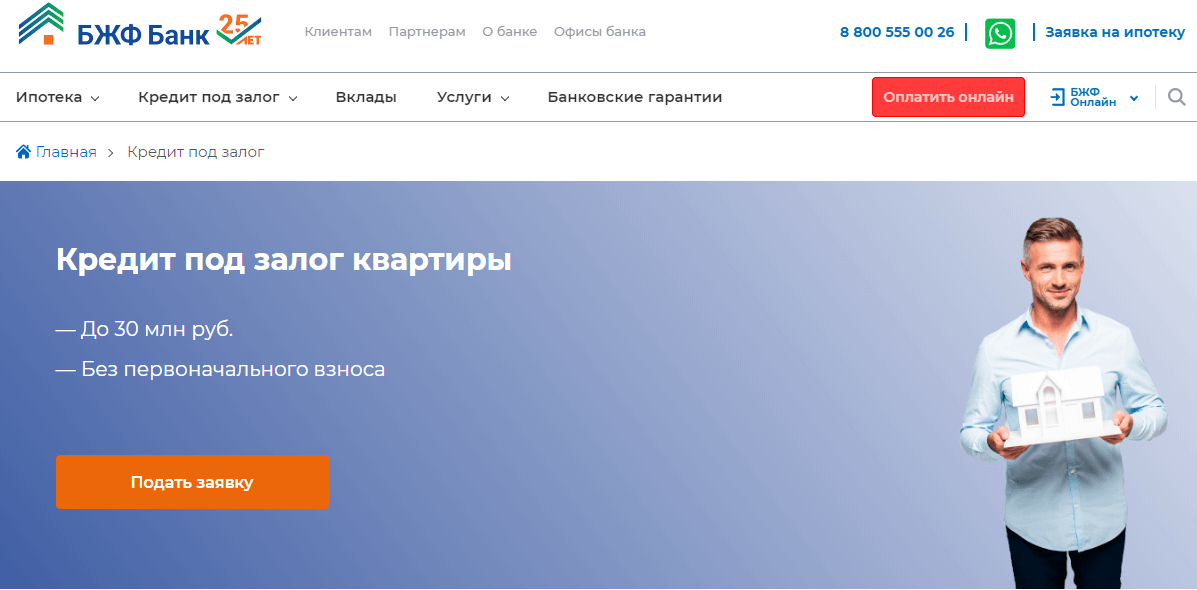 БЖФ Банк 25 ЛЕТ
Клиентам Партнерам О банке Офисы банка
8 800 555 00 26
Заявка на ипотеку
Ипотека Кредит под залог Вклады Услуги Банковские гарантии
Оплатить онлайн
БЖФ
Онлайн
Главная > Кредит под залог
Кредит под залог квартиры
— До 30 млн руб.
— Без первоначального взноса
Подать заявку